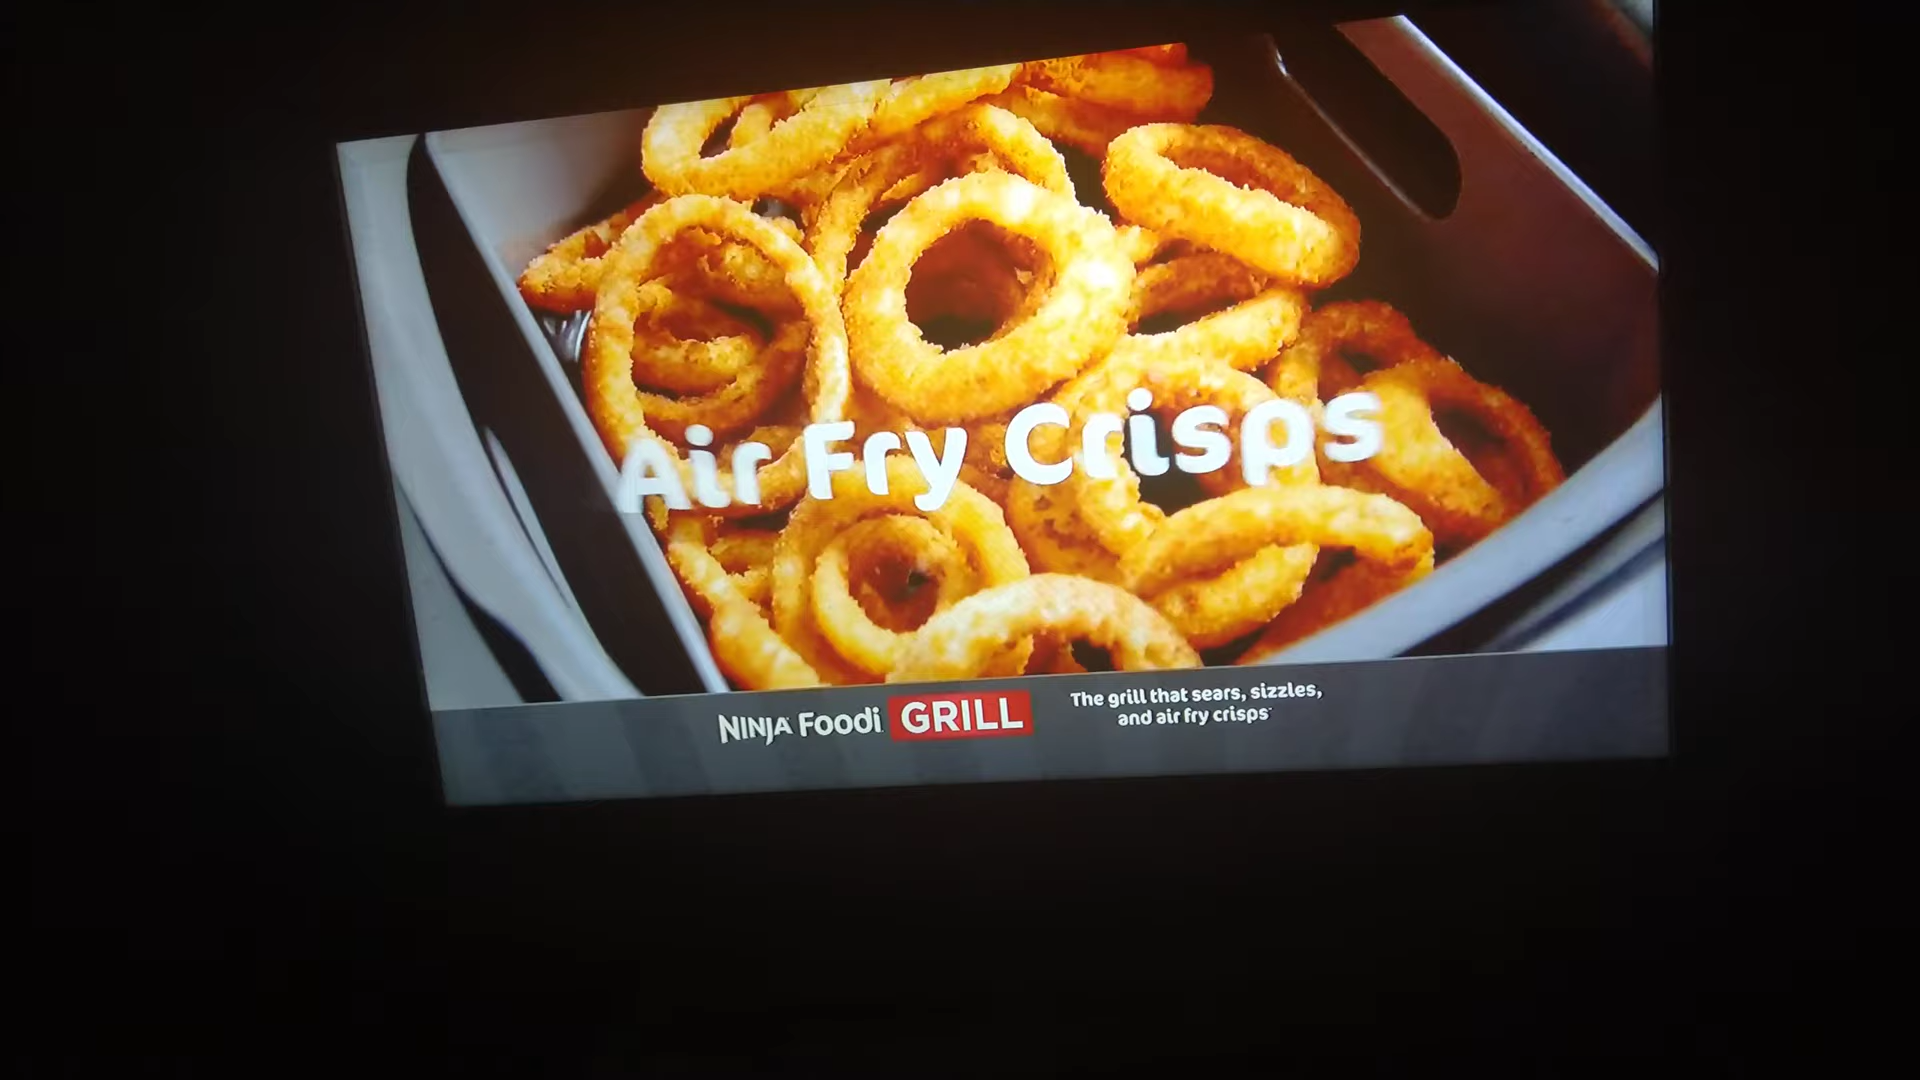 Air Fry Crisps
NINJA Foodi GRILL
The grill that sears, sizzles,
and air fry crisps